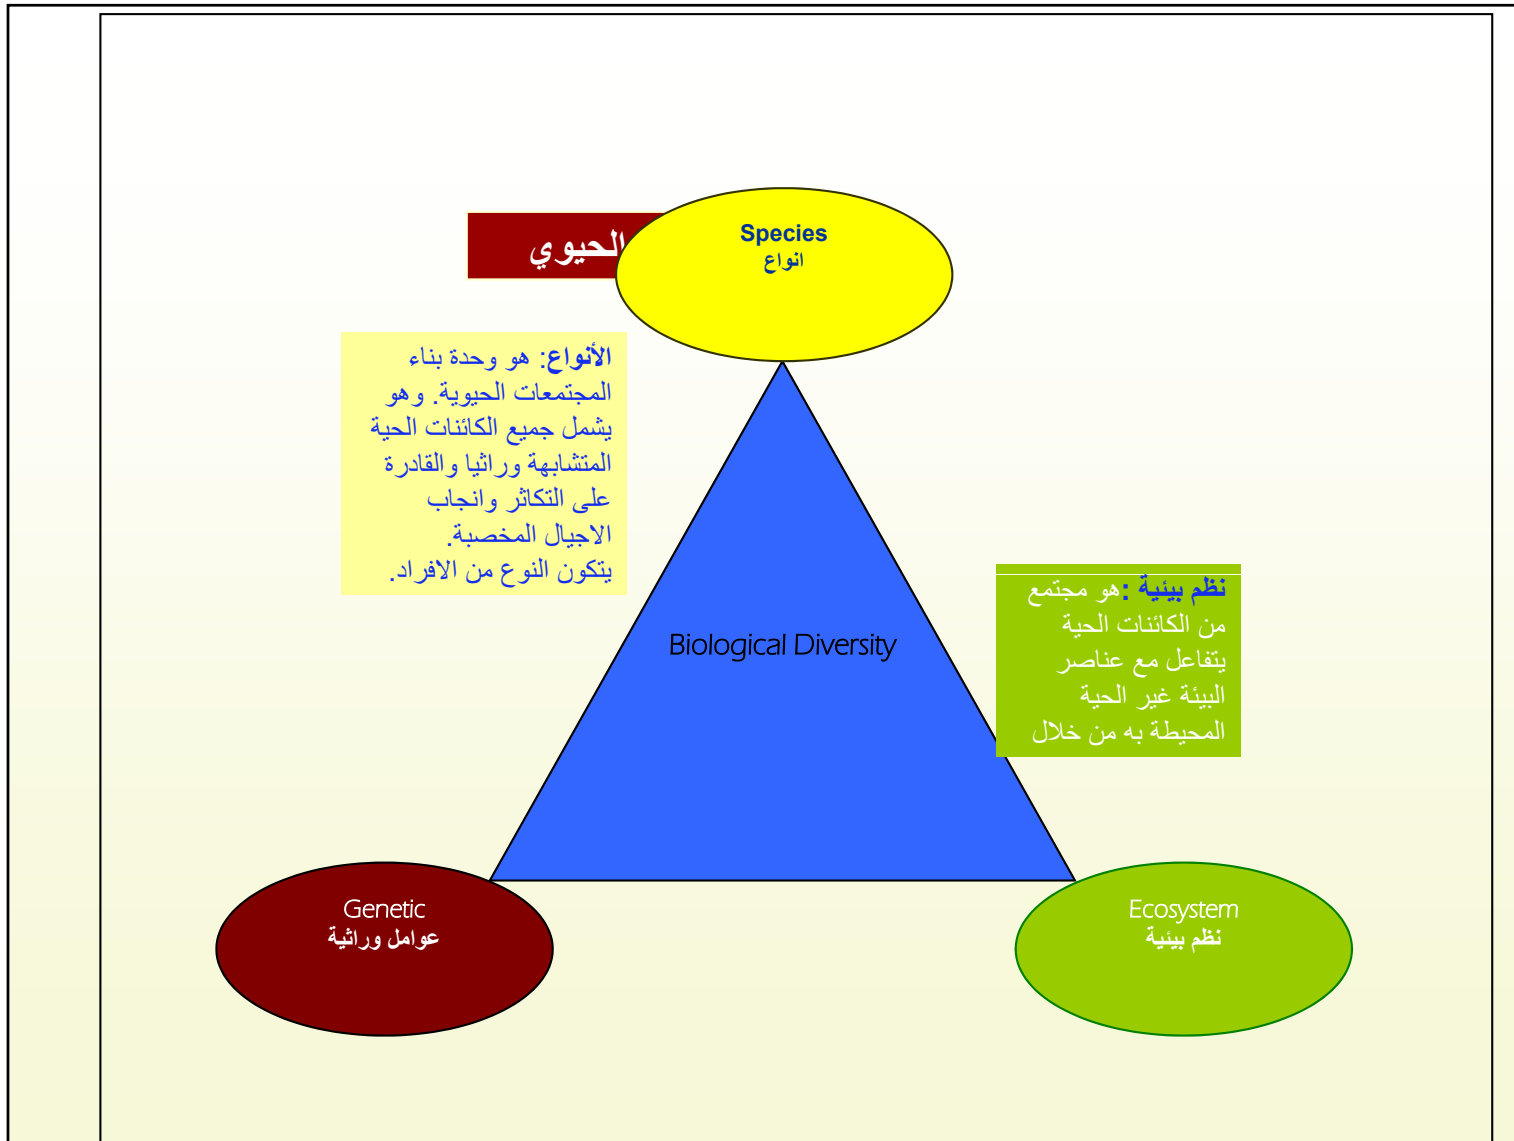 الحيوي
Species
انواع
الأنواع: هو وحدة بناء
المجتمعات الحيوية. وهو
يشمل جميع الكائنات الحية
المتشابهة وراثيا والقادرة
على التكاثر وانجاب
الاجيال المخصبة.
يتكون النوع من الافراد.
نظم بيئية :هو مجتمع
من الكائنات الحية
يتفاعل مع عناصر
البيئة غير الحية
المحيطة به من خلال
Biological Diversity
Genetic
عوامل وراثية
Ecosystem
نظم بيئية